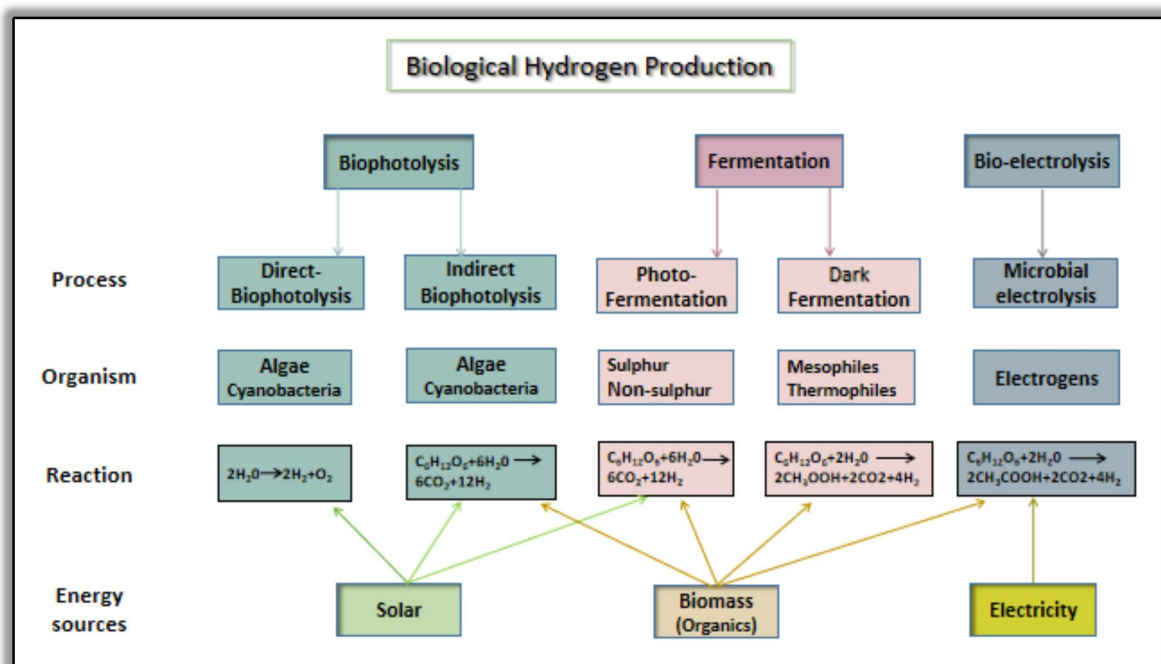 Biological Hydrogen Production
Biophotolysis
Fermentation
Bio-electrolysis
Process
Direct-
Biophotolysis
Indirect
Biophotolysis
Photo-
Fermentation
Dark
Fermentation
Microbial
electrolysis
Organism
Algae
Cyanobacteria
Algae
Cyanobacteria
Sulphur
Non-sulphur
Mesophiles
Thermophiles
Electrogens
Reaction
2H₂0→2H₂+O₂
C₆H₁₂O₆+6H₂0 →
6CO₂+12H₂
C₆H₁₂O₆+6H₂0→
6CO₂+12H₂
C₆H₁₂O₆+2H₂0 →
2CH₃OOH+2CO2+4H₂
C₆H₁₂O₆+2H₂0 →
2CH₃COOH+2CO2+4H₂
Energy
sources
Solar
Biomass
(Organics)
Electricity